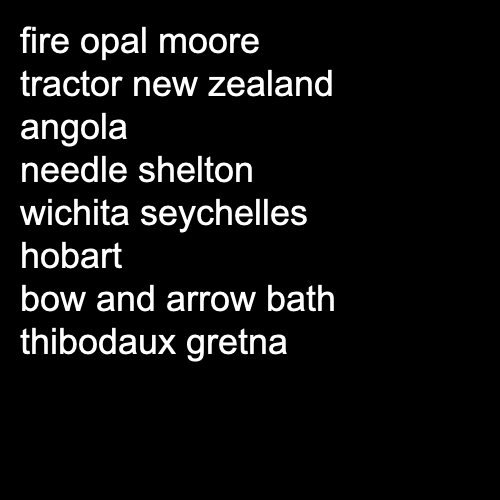 fire opal moore
tractor new zealand
angola
needle shelton
wichita seychelles
hobart
bow and arrow bath
thibodaux gretna